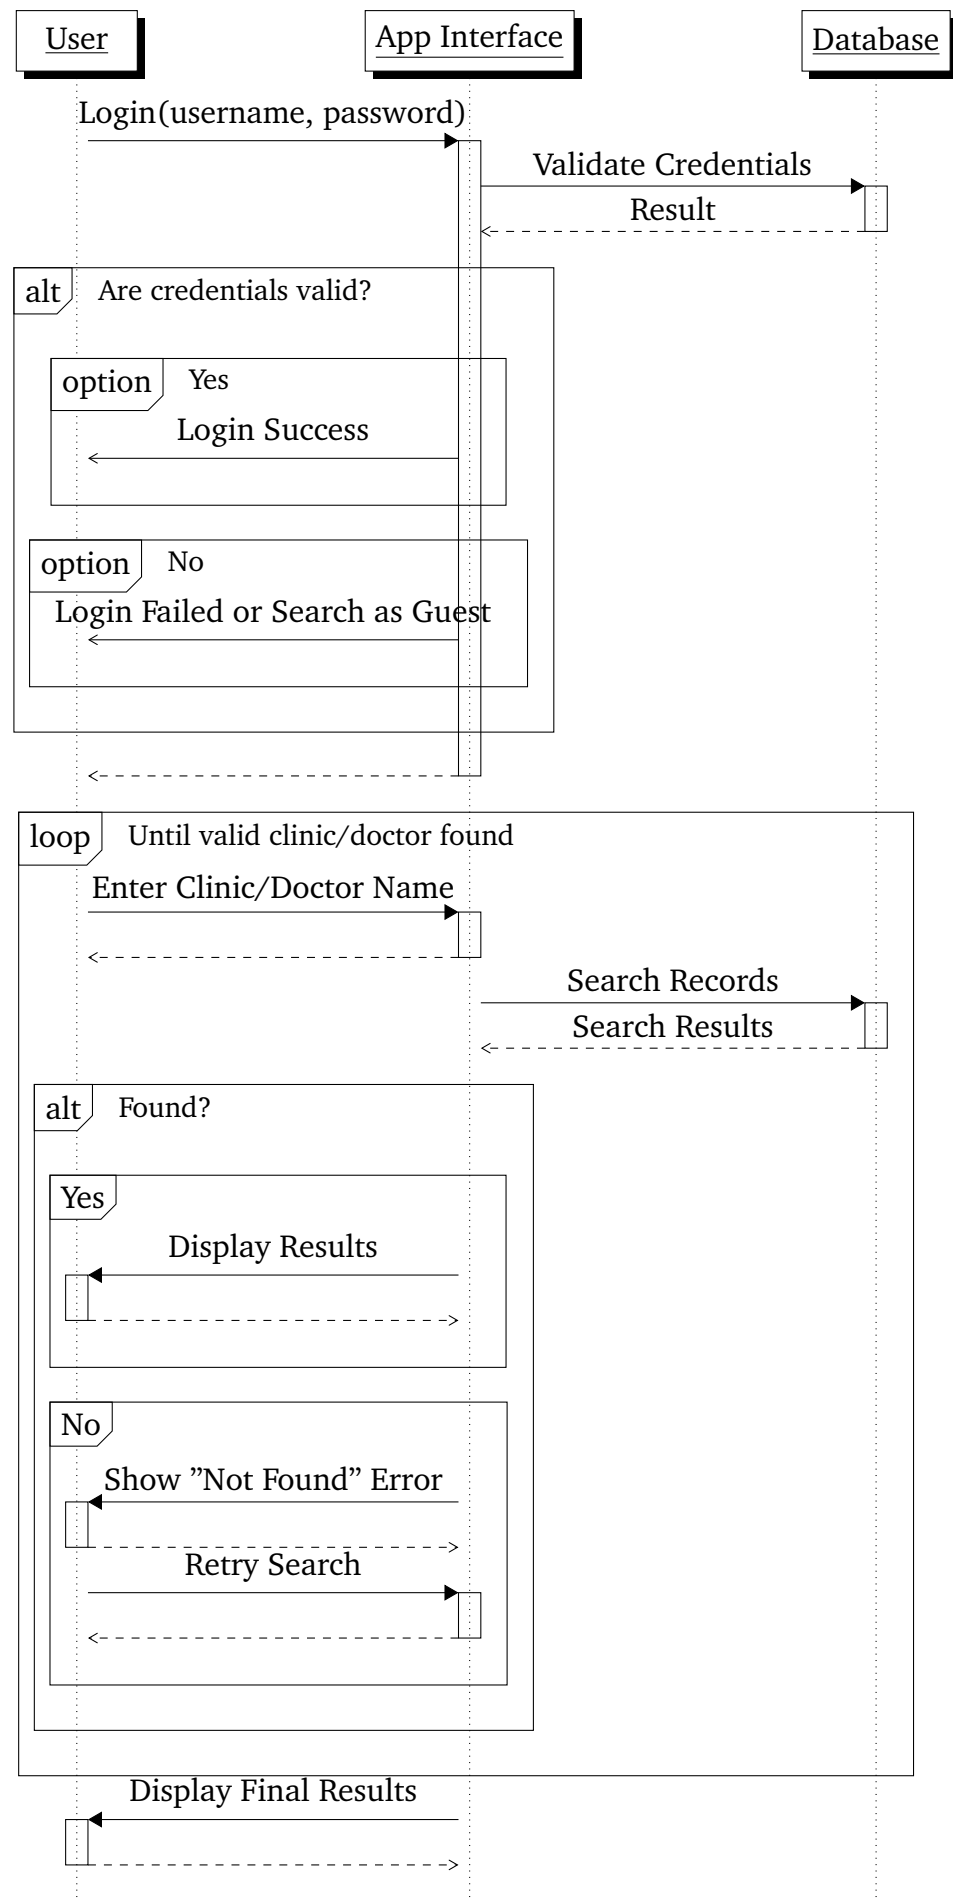 User
App Interface
Database
Login(username, password)
Validate Credentials
Result
alt
Are credentials valid?
option
Yes
Login Success
option
No
Login Failed or Search as Guest
loop
Until valid clinic/doctor found
Enter Clinic/Doctor Name
Search Records
Search Results
alt
Found?
Yes
Display Results
No
Show ”Not Found” Error
Retry Search
Display Final Results